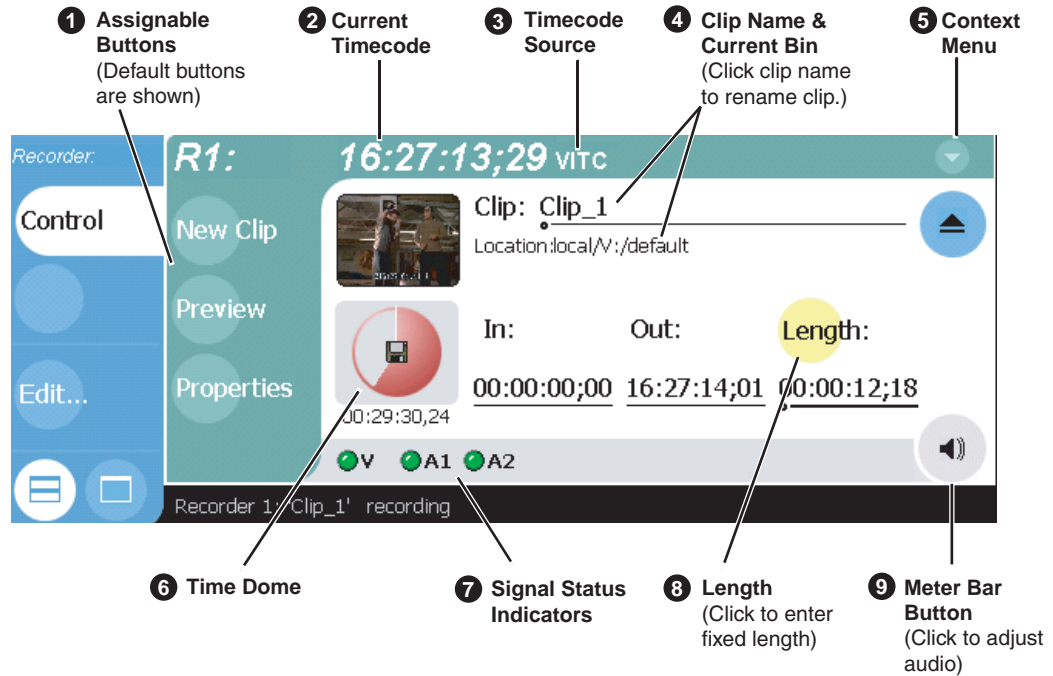 1 Assignable
Buttons
(Default buttons
are shown)
2 Current
Timecode
3 Timecode
Source
4 Clip Name &
Current Bin
(Click clip name
to rename clip.)
5 Context
Menu
Recorder:
R1:
16:27:13;29 VITC
Control
New Clip
Clip: Clip_1
Location:local/V:/default
Preview
In:
Out:
Length:
Edit...
Properties
00:00:00;00
16:27:14;01
00:00:12;18
00:29:30,24
V
A1
A2
Recorder 1: 'Clip_1' recording
6 Time Dome
7 Signal Status
Indicators
8 Length
(Click to enter
fixed length)
9 Meter Bar
Button
(Click to adjust
audio)